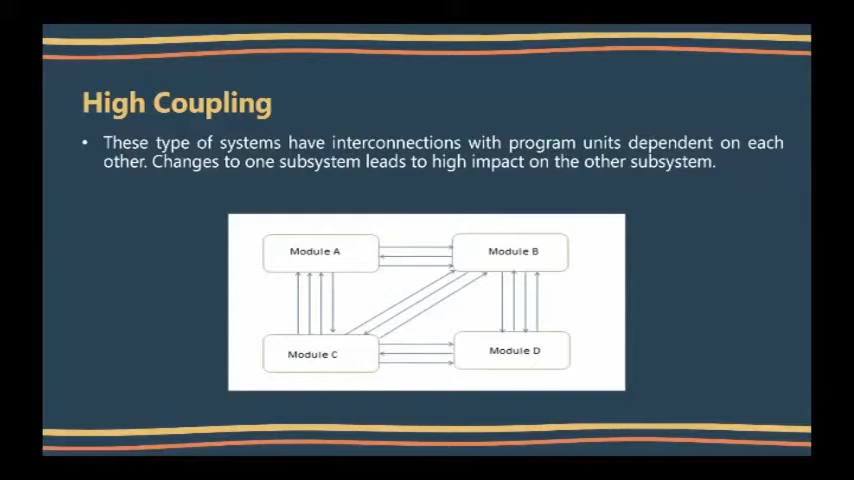 High Coupling
• These type of systems have interconnections with program units dependent on each
other. Changes to one subsystem leads to high impact on the other subsystem.
Module A
Module B
Module C
Module D